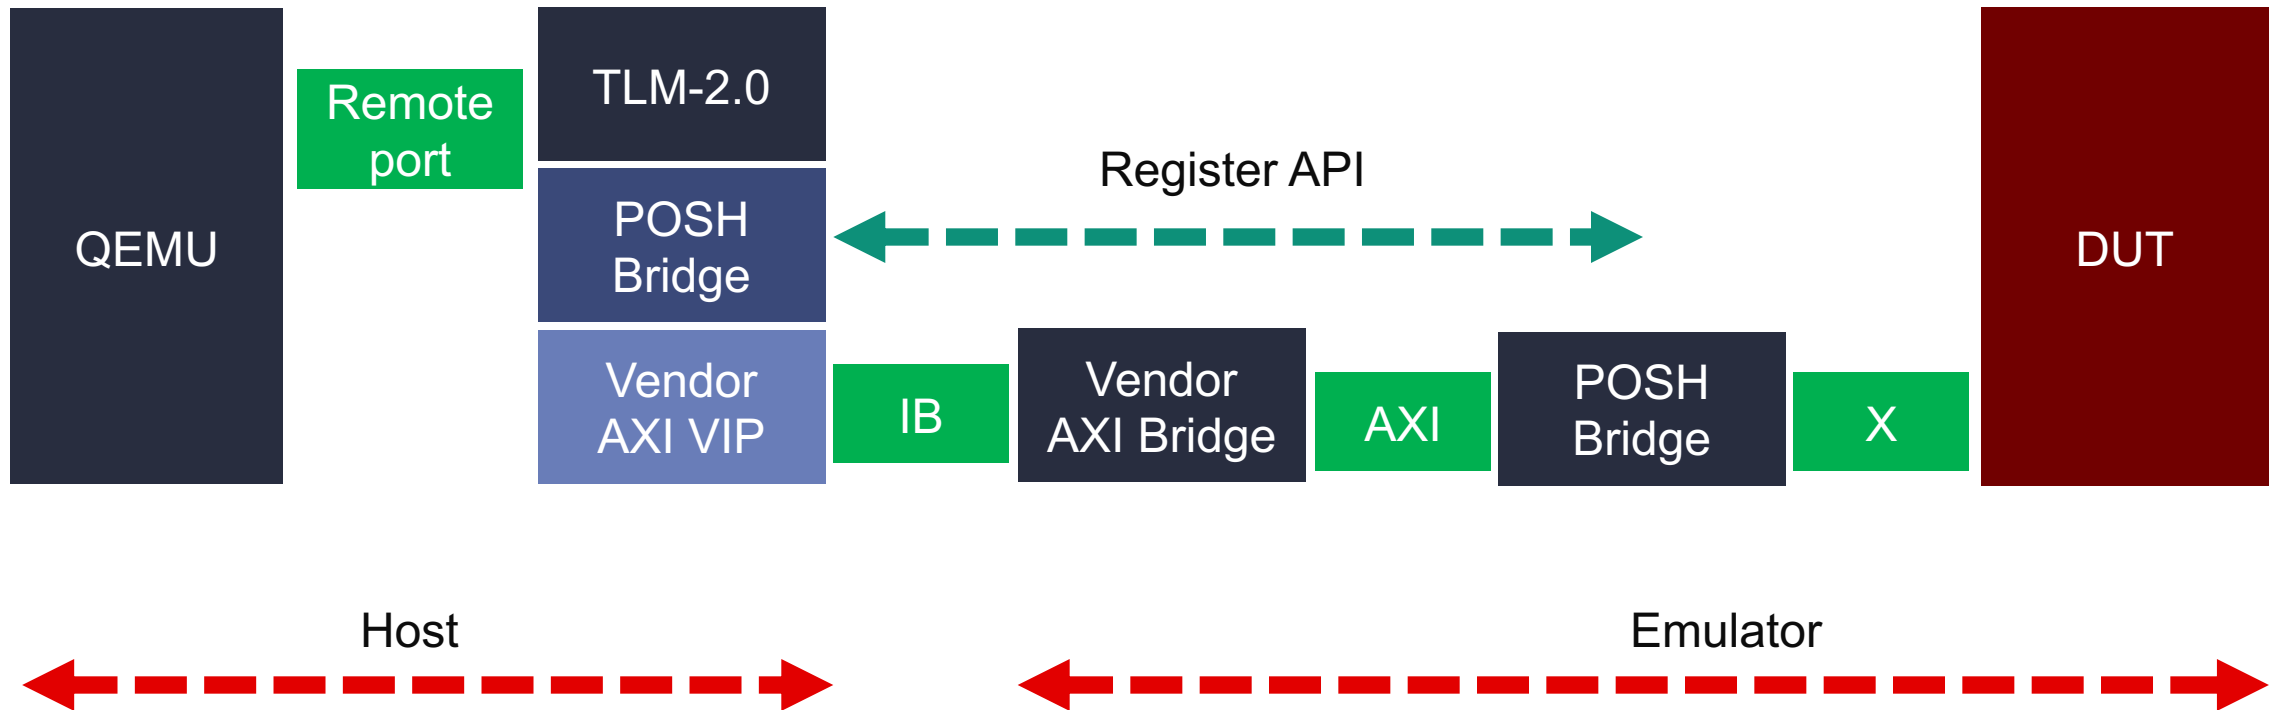 QEMU
Remote
port
TLM-2.0
POSH
Bridge
Vendor
AXI VIP
Register API
IB
Vendor
AXI Bridge
AXI
POSH
Bridge
X
DUT
Host
Emulator